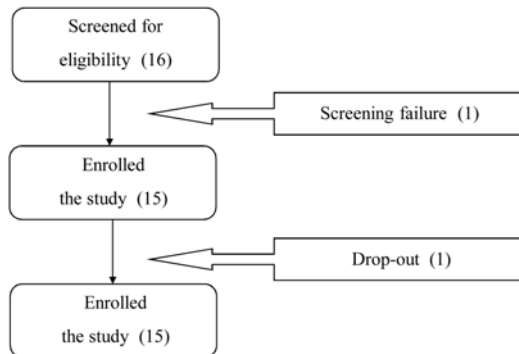 Screened for
eligibility (16)
Screening failure (1)
Enrolled
the study (15)
Drop-out (1)
Enrolled
the study (15)